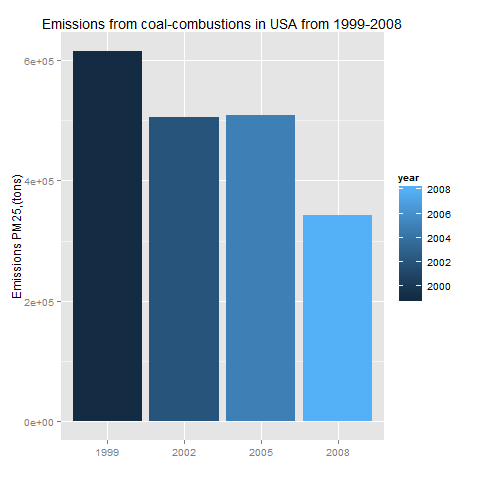 Emissions from coal-combustions in USA from 1999-2008
Emissions PM25,(tons)
6e+05
4e+05
2e+05
0e+00
1999
2002
2005
2008
year
2008
2006
2004
2002
2000